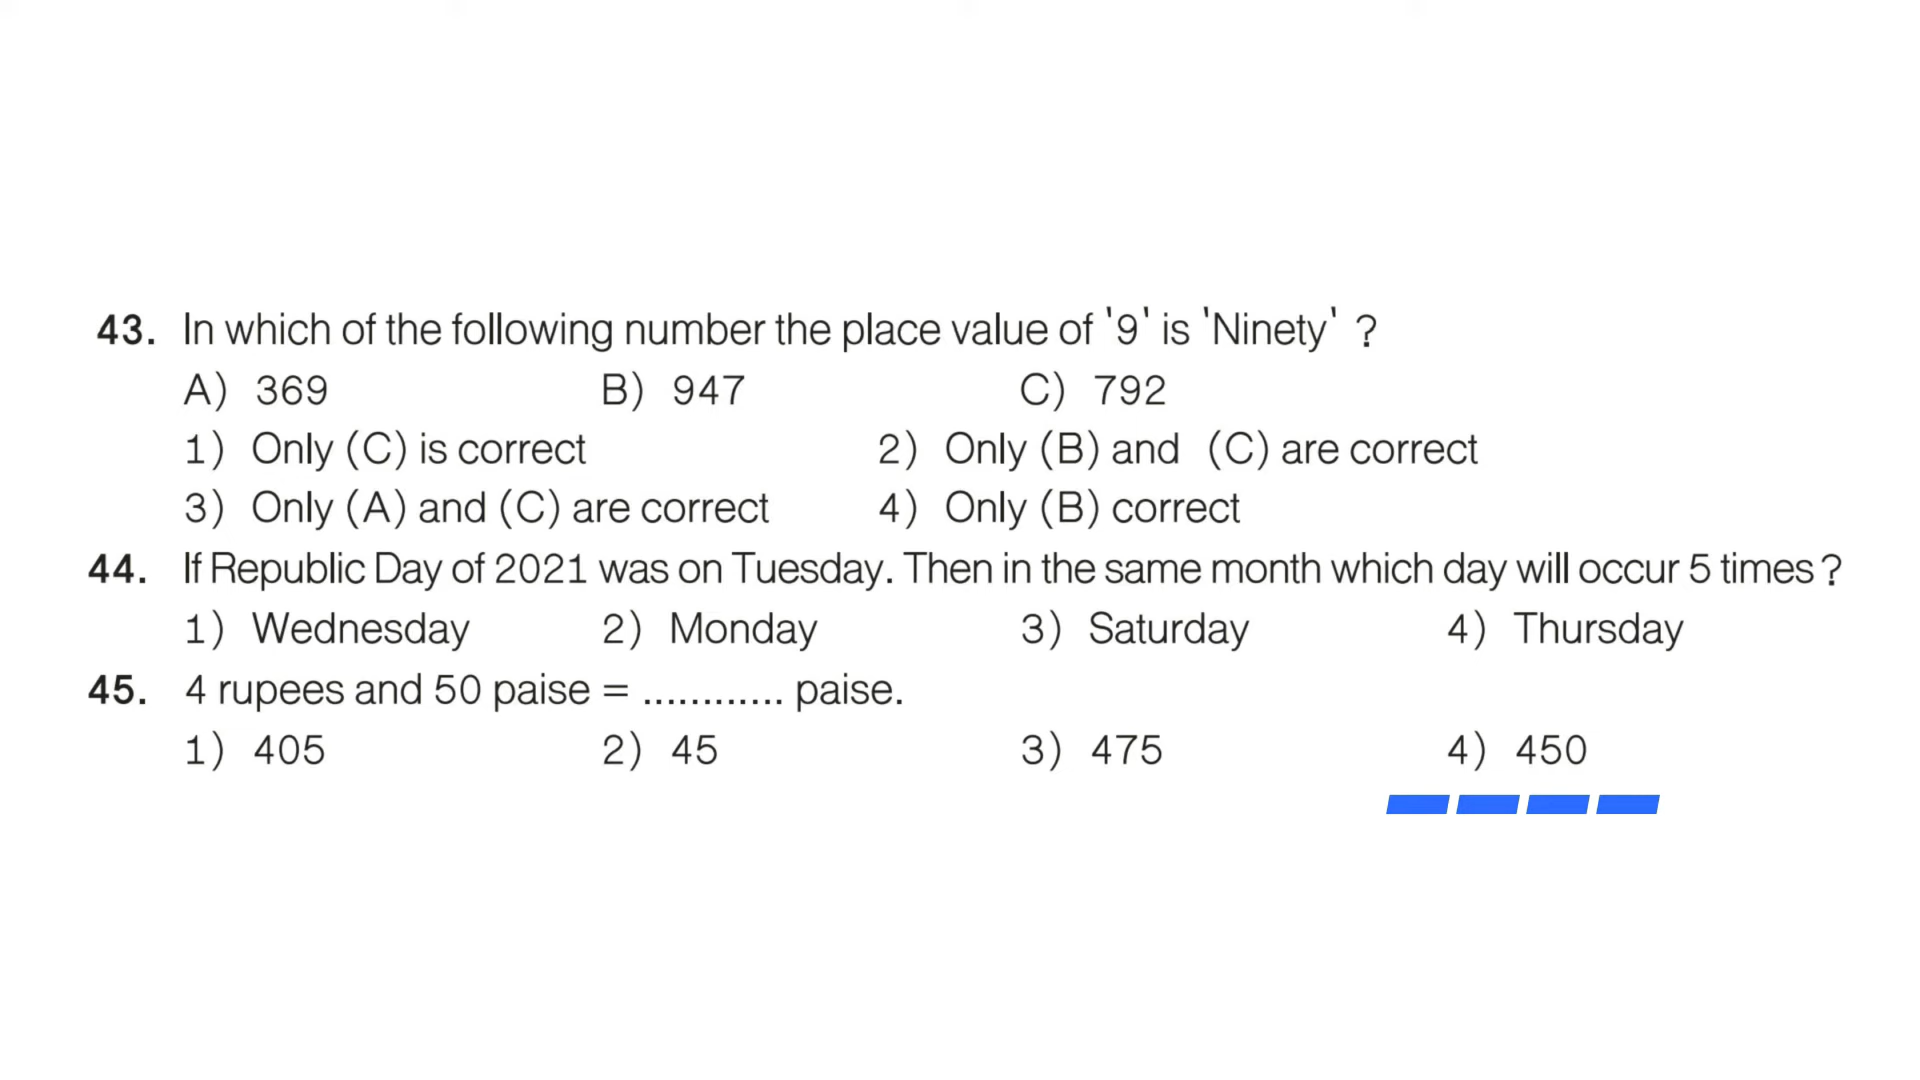 43. In which of the following number the place value of '9' is 'Ninety' ?
A) 369 B) 947 C) 792
1) Only (C) is correct 2) Only (B) and (C) are correct
3) Only (A) and (C) are correct 4) Only (B) correct
44. If Republic Day of 2021 was on Tuesday. Then in the same month which day will occur 5 times ?
1) Wednesday 2) Monday 3) Saturday 4) Thursday
45. 4 rupees and 50 paise = ............ paise.
1) 405 2) 45 3) 475 4) 450